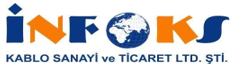 İNFOKS
KABLO SANAYİ ve TİCARET LTD. ŞTİ.